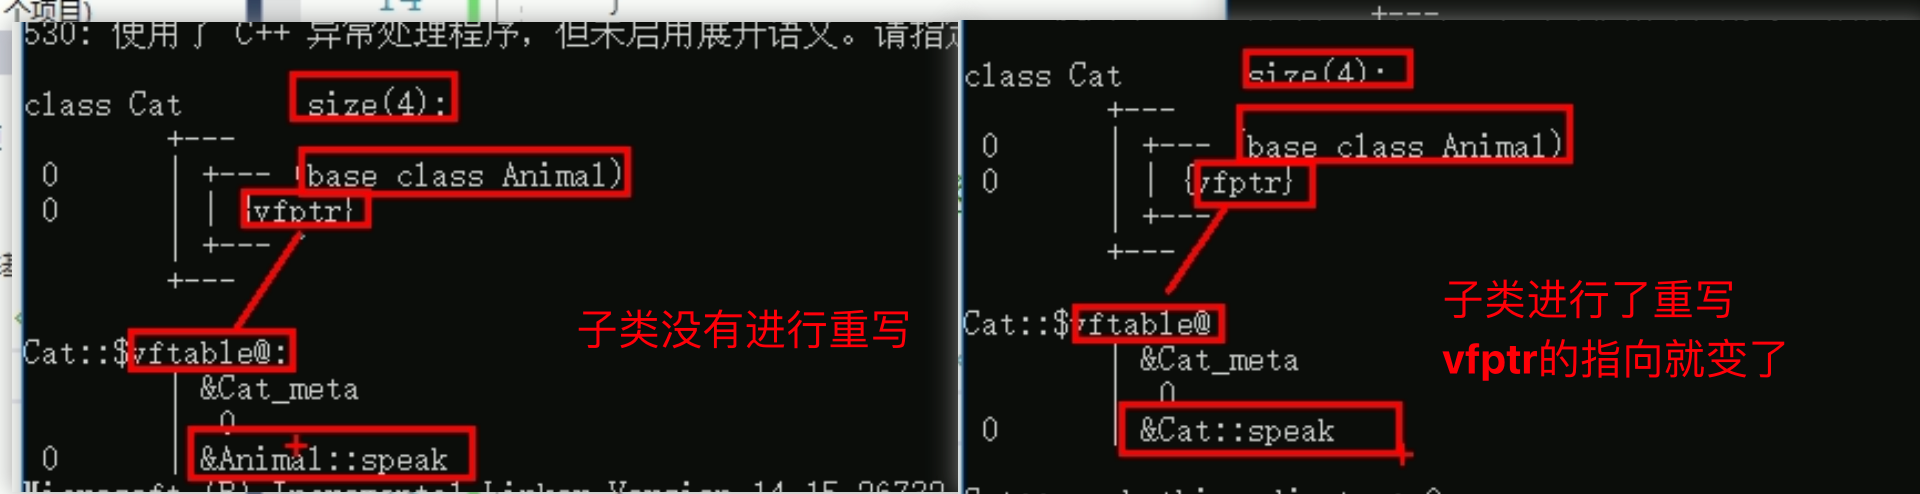 个项目)
14
530: 使用了 C++ 异常处理程序，但未启用展开语义。请指定
class Cat size(4):
+---
0 | +--- (base class Animal)
0 | | {vfptr}
| +---
+---
Cat::$vftable@:
| &Cat_meta
| 0
0 | &Animal::speak
子类没有进行重写
+---
class Cat size(4):
+---
0 | +--- (base class Animal)
0 | | {vfptr}
| +---
+---
Cat::$vftable@
| &Cat_meta
| 0
0 | &Cat::speak
子类进行了重写
vfptr的指向就变了